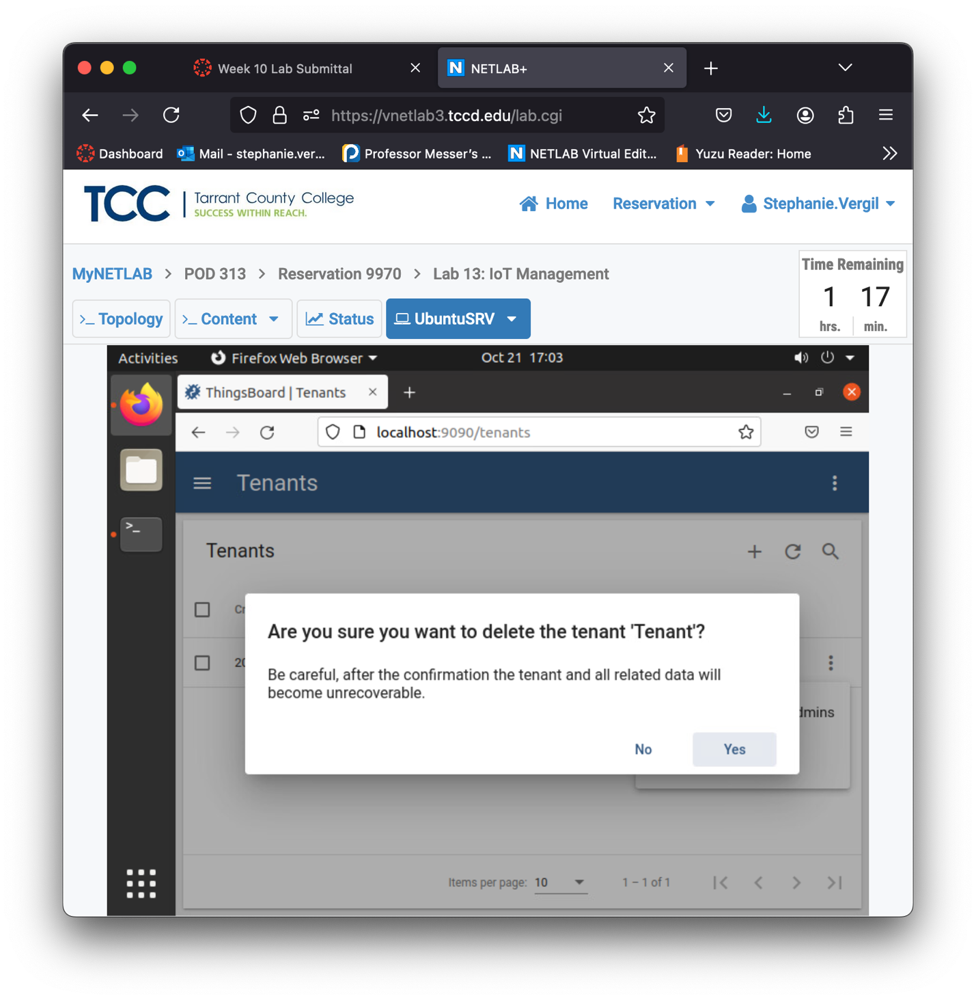 Week 10 Lab Submittal
NETLAB+
https://vnetlab3.tccd.edu/lab.cgi
Dashboard
Mail - stephanie.ver...
Professor Messer's ...
NETLAB Virtual Edit...
Yuzu Reader: Home
TCC
Tarrant County College
SUCCESS WITHIN REACH.
Home
Reservation
Stephanie.Vergil
MyNETLAB > POD 313 > Reservation 9970 > Lab 13: IoT Management
Time Remaining
1 17
hrs. min.
>_ Topology
>_ Content
Status
UbuntuSRV
Activities
Firefox Web Browser
Oct 21 17:03
ThingsBoard | Tenants
localhost:9090/tenants
Tenants
Tenants
Are you sure you want to delete the tenant 'Tenant'?
Be careful, after the confirmation the tenant and all related data will
become unrecoverable.
No
Yes
Items per page: 10
1 – 1 of 1